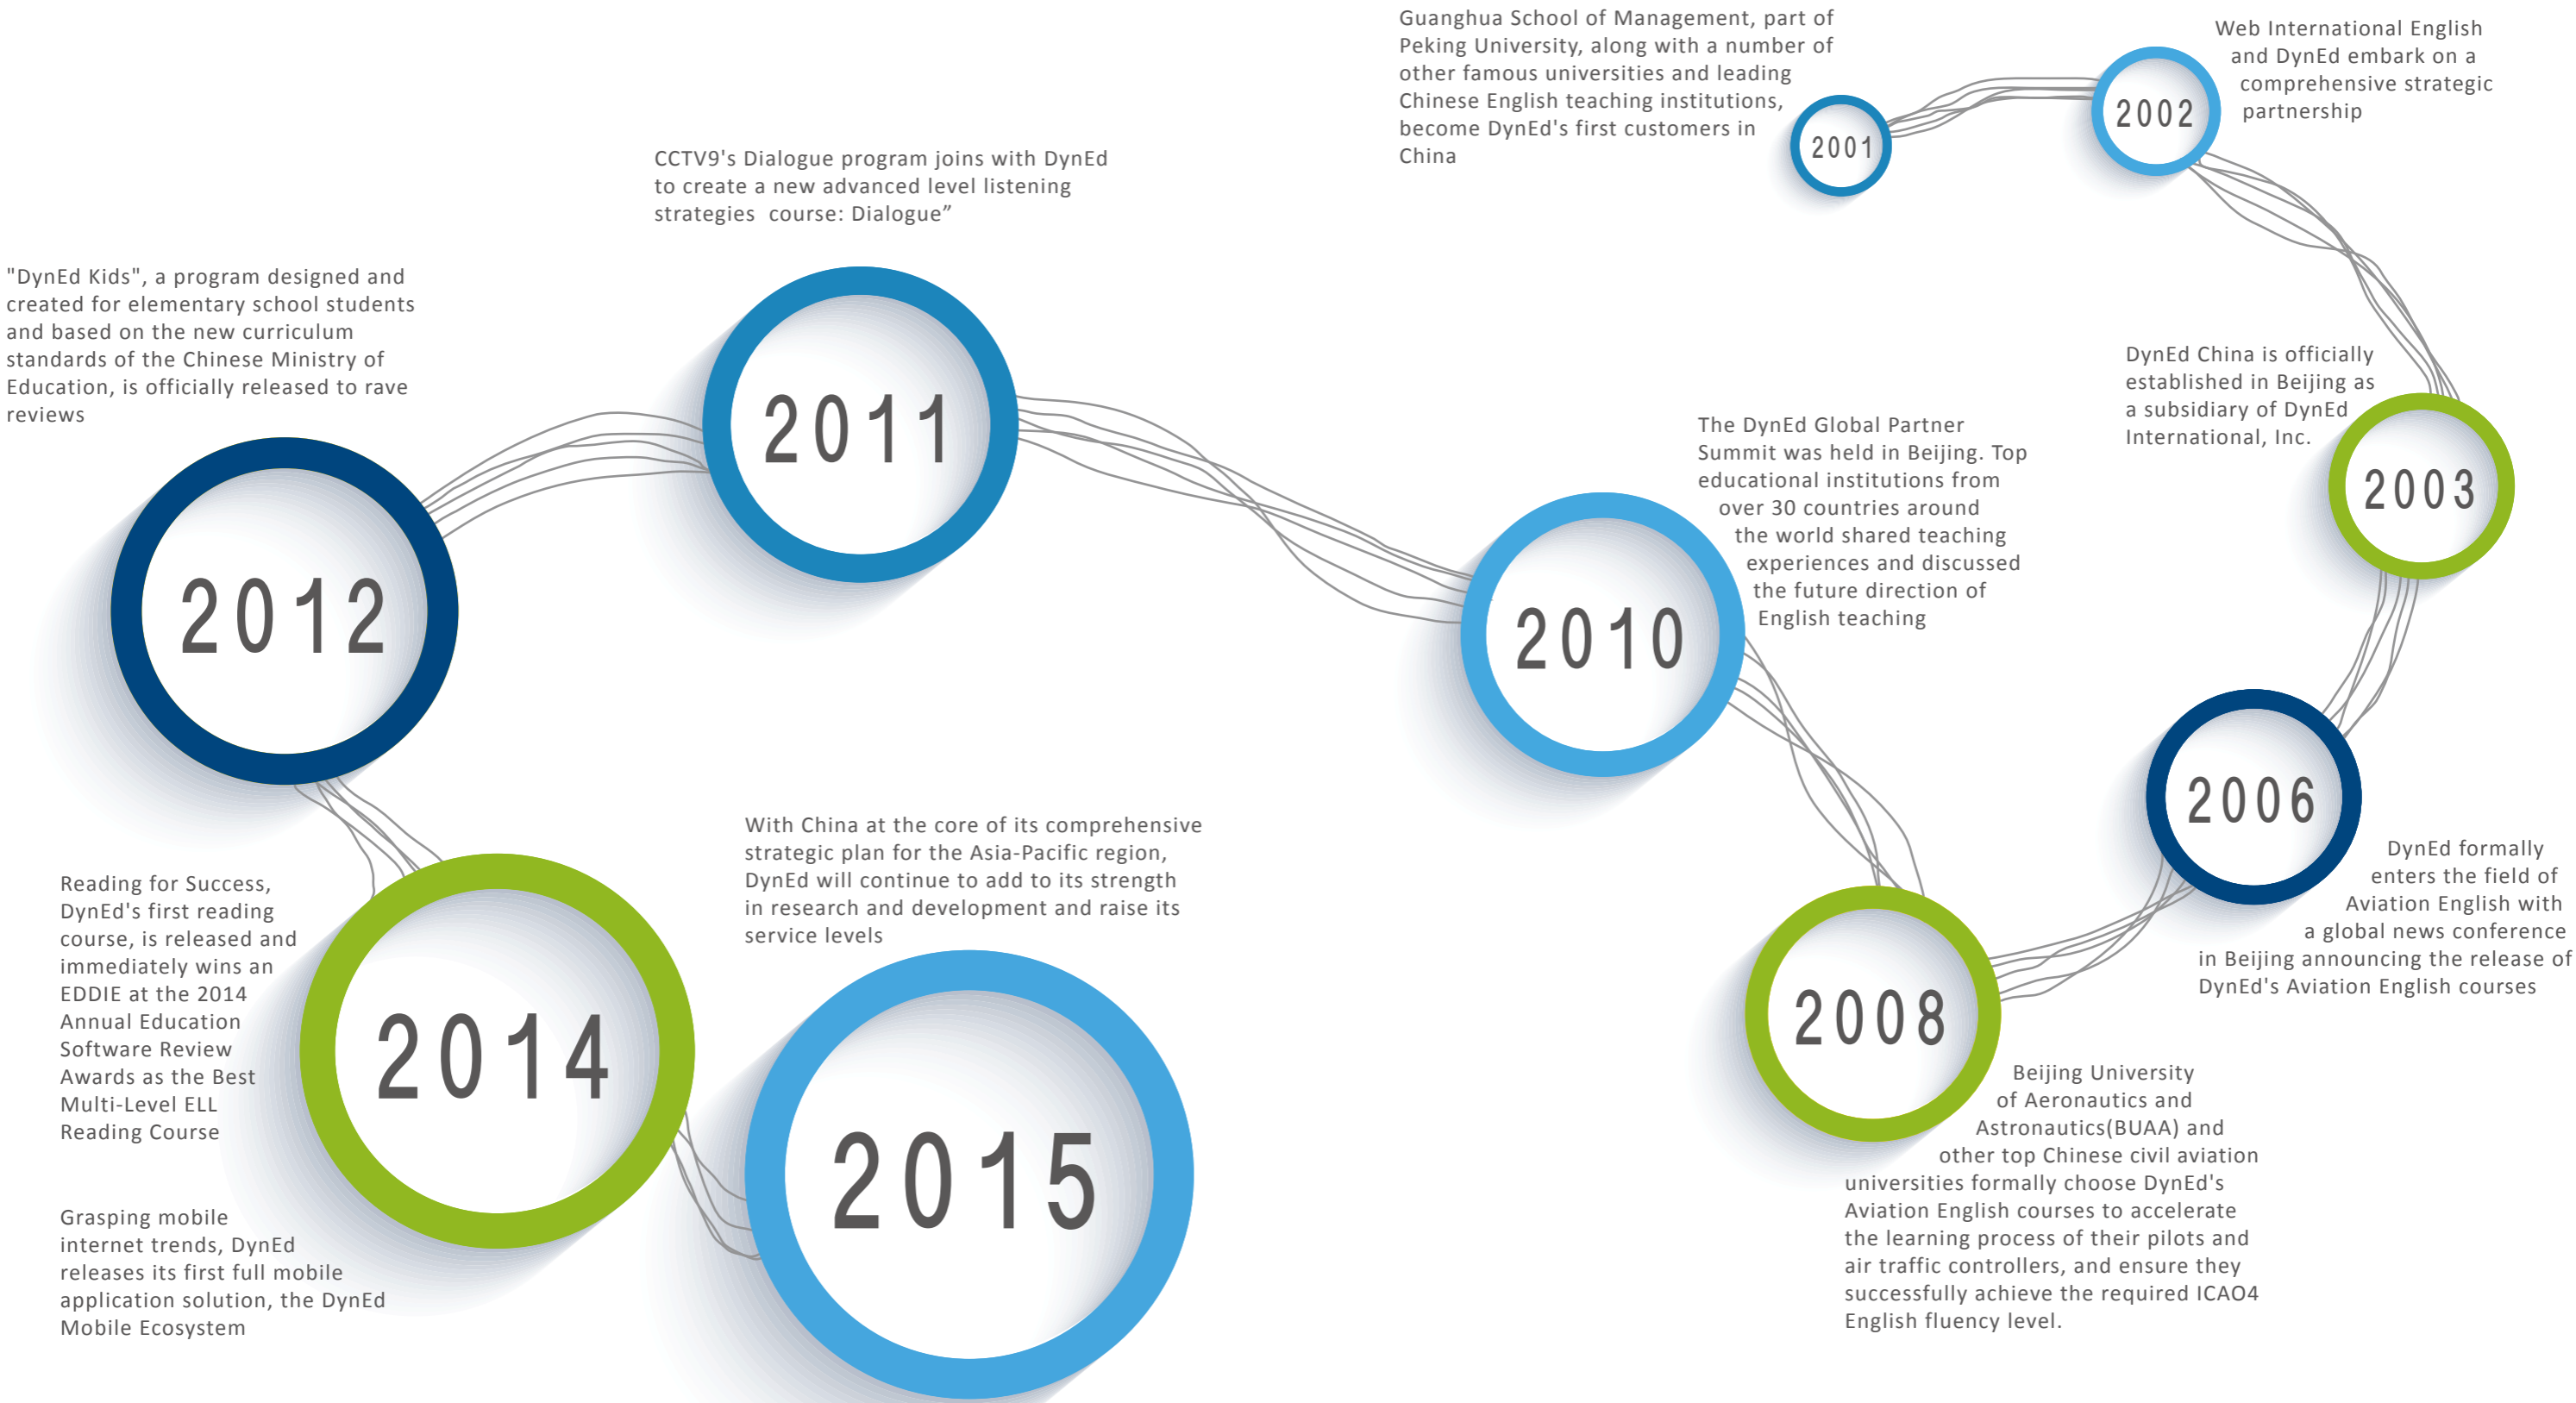 Guanghua School of Management, part of
Peking University, along with a number of
other famous universities and leading
Chinese English teaching institutions,
become DynEd's first customers in
China
2001
Web International English
and DynEd embark on a
comprehensive strategic
partnership
2002
DynEd China is officially
established in Beijing as
a subsidiary of DynEd
International, Inc.
2003
2006
DynEd formally
enters the field of
Aviation English with
a global news conference
in Beijing announcing the release of
DynEd's Aviation English courses
2008
Beijing University
of Aeronautics and
Astronautics(BUAA) and
other top Chinese civil aviation
universities formally choose DynEd's
Aviation English courses to accelerate
the learning process of their pilots and
air traffic controllers, and ensure they
successfully achieve the required ICAO4
English fluency level.
The DynEd Global Partner
Summit was held in Beijing. Top
educational institutions from
over 30 countries around
the world shared teaching
experiences and discussed
the future direction of
English teaching
2010
CCTV9's Dialogue program joins with DynEd
to create a new advanced level listening
strategies  course: Dialogue”
2011
"DynEd Kids", a program designed and
created for elementary school students
and based on the new curriculum
standards of the Chinese Ministry of
Education, is officially released to rave
reviews
2012
Reading for Success,
DynEd's first reading
course, is released and
immediately wins an
EDDIE at the 2014
Annual Education
Software Review
Awards as the Best
Multi-Level ELL
Reading Course
2014
Grasping mobile
internet trends, DynEd
releases its first full mobile
application solution, the DynEd
Mobile Ecosystem
With China at the core of its comprehensive
strategic plan for the Asia-Pacific region,
DynEd will continue to add to its strength
in research and development and raise its
service levels
2015